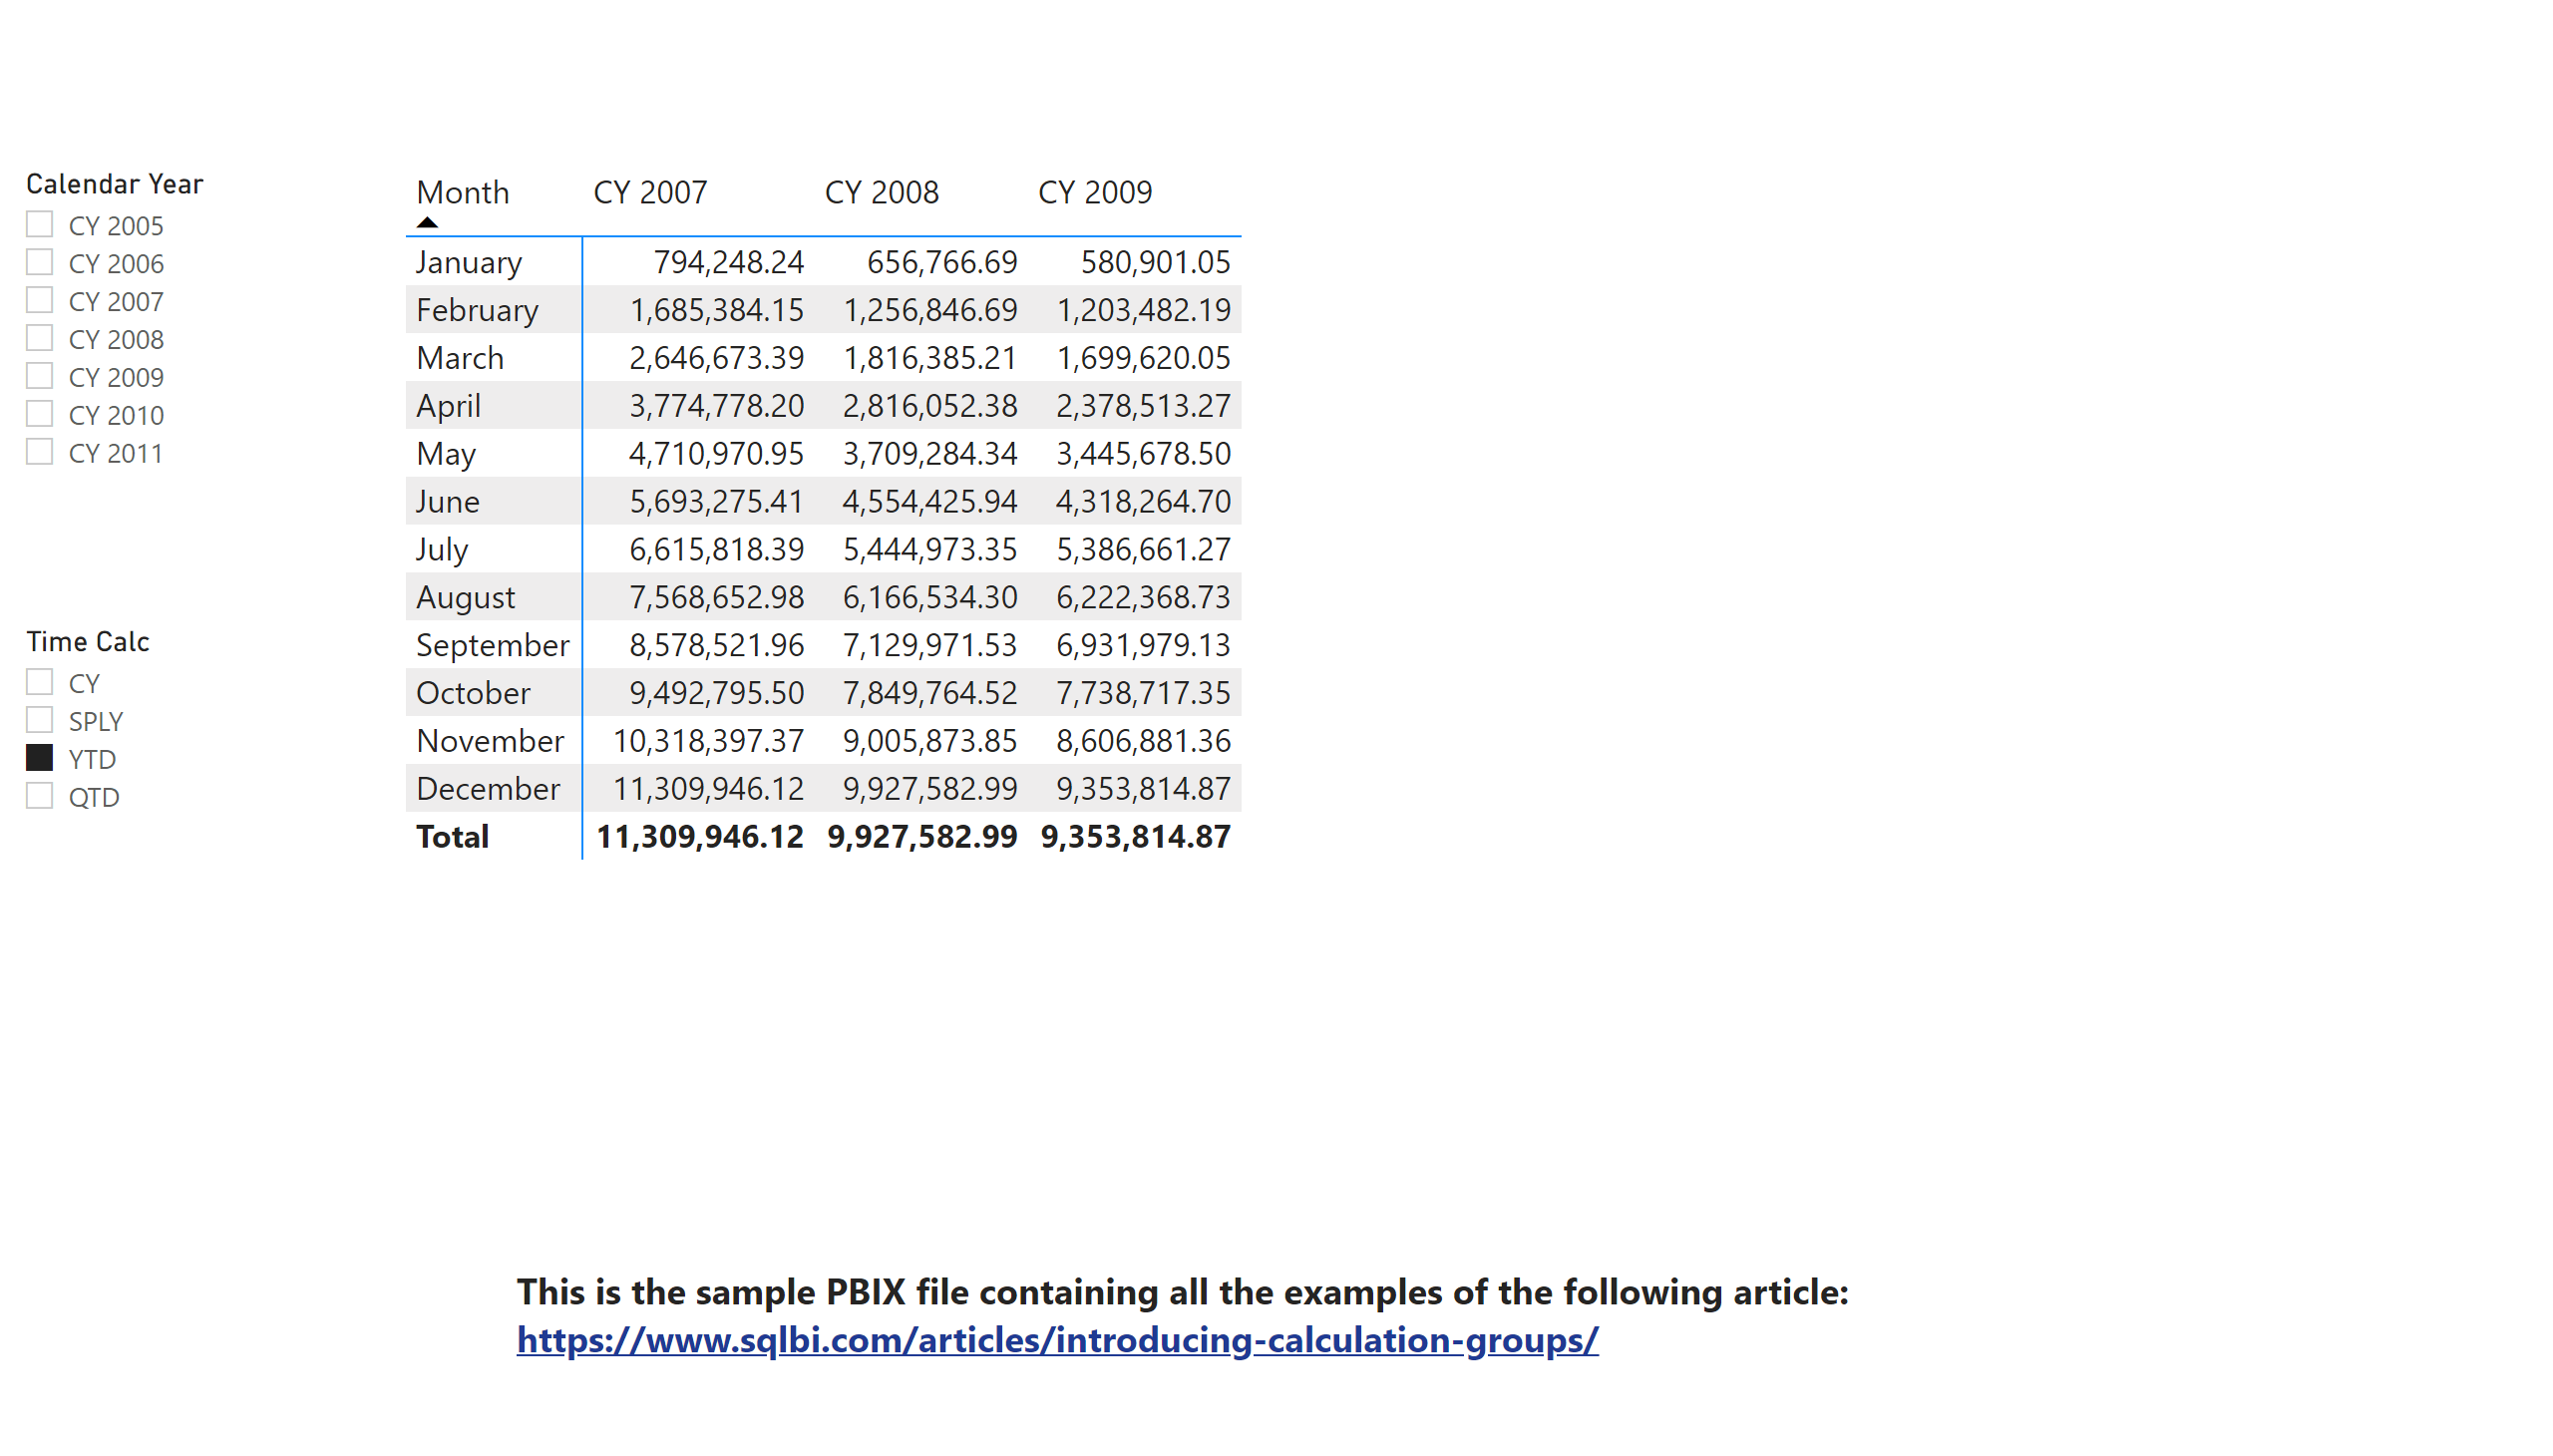 Calendar Year
CY 2005
CY 2006
CY 2007
CY 2008
CY 2009
CY 2010
CY 2011
Time Calc
CY
SPLY
YTD
QTD
Month CY 2007 CY 2008 CY 2009
January 794,248.24 656,766.69 580,901.05
February 1,685,384.15 1,256,846.69 1,203,482.19
March 2,646,673.39 1,816,385.21 1,699,620.05
April 3,774,778.20 2,816,052.38 2,378,513.27
May 4,710,970.95 3,709,284.34 3,445,678.50
June 5,693,275.41 4,554,425.94 4,318,264.70
July 6,615,818.39 5,444,973.35 5,386,661.27
August 7,568,652.98 6,166,534.30 6,222,368.73
September 8,578,521.96 7,129,971.53 6,931,979.13
October 9,492,795.50 7,849,764.52 7,738,717.35
November 10,318,397.37 9,005,873.85 8,606,881.36
December 11,309,946.12 9,927,582.99 9,353,814.87
Total 11,309,946.12 9,927,582.99 9,353,814.87
This is the sample PBIX file containing all the examples of the following article:
https://www.sqlbi.com/articles/introducing-calculation-groups/